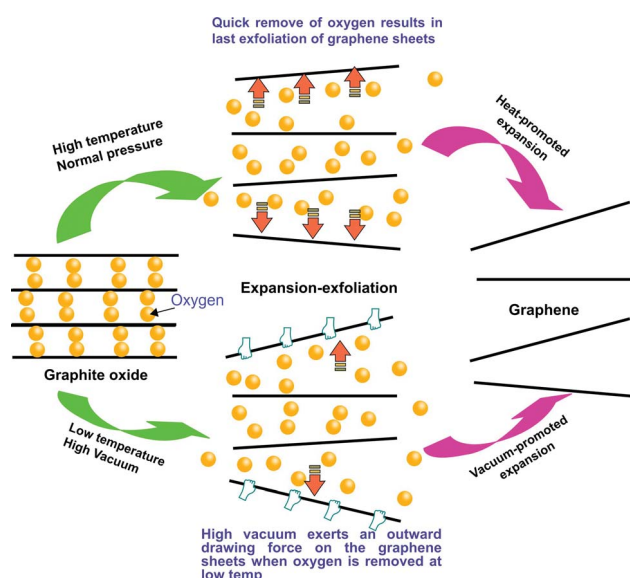 Quick remove of oxygen results in
last exfoliation of graphene sheets
High temperature
Normal pressure
Heat-promoted
expansion
Oxygen
Expansion-exfoliation
Graphene
Graphite oxide
Low temperature
High Vacuum
Vacuum-promoted
expansion
High vacuum exerts an outward
drawing force on the graphene
sheets when oxygen is removed at
low temp